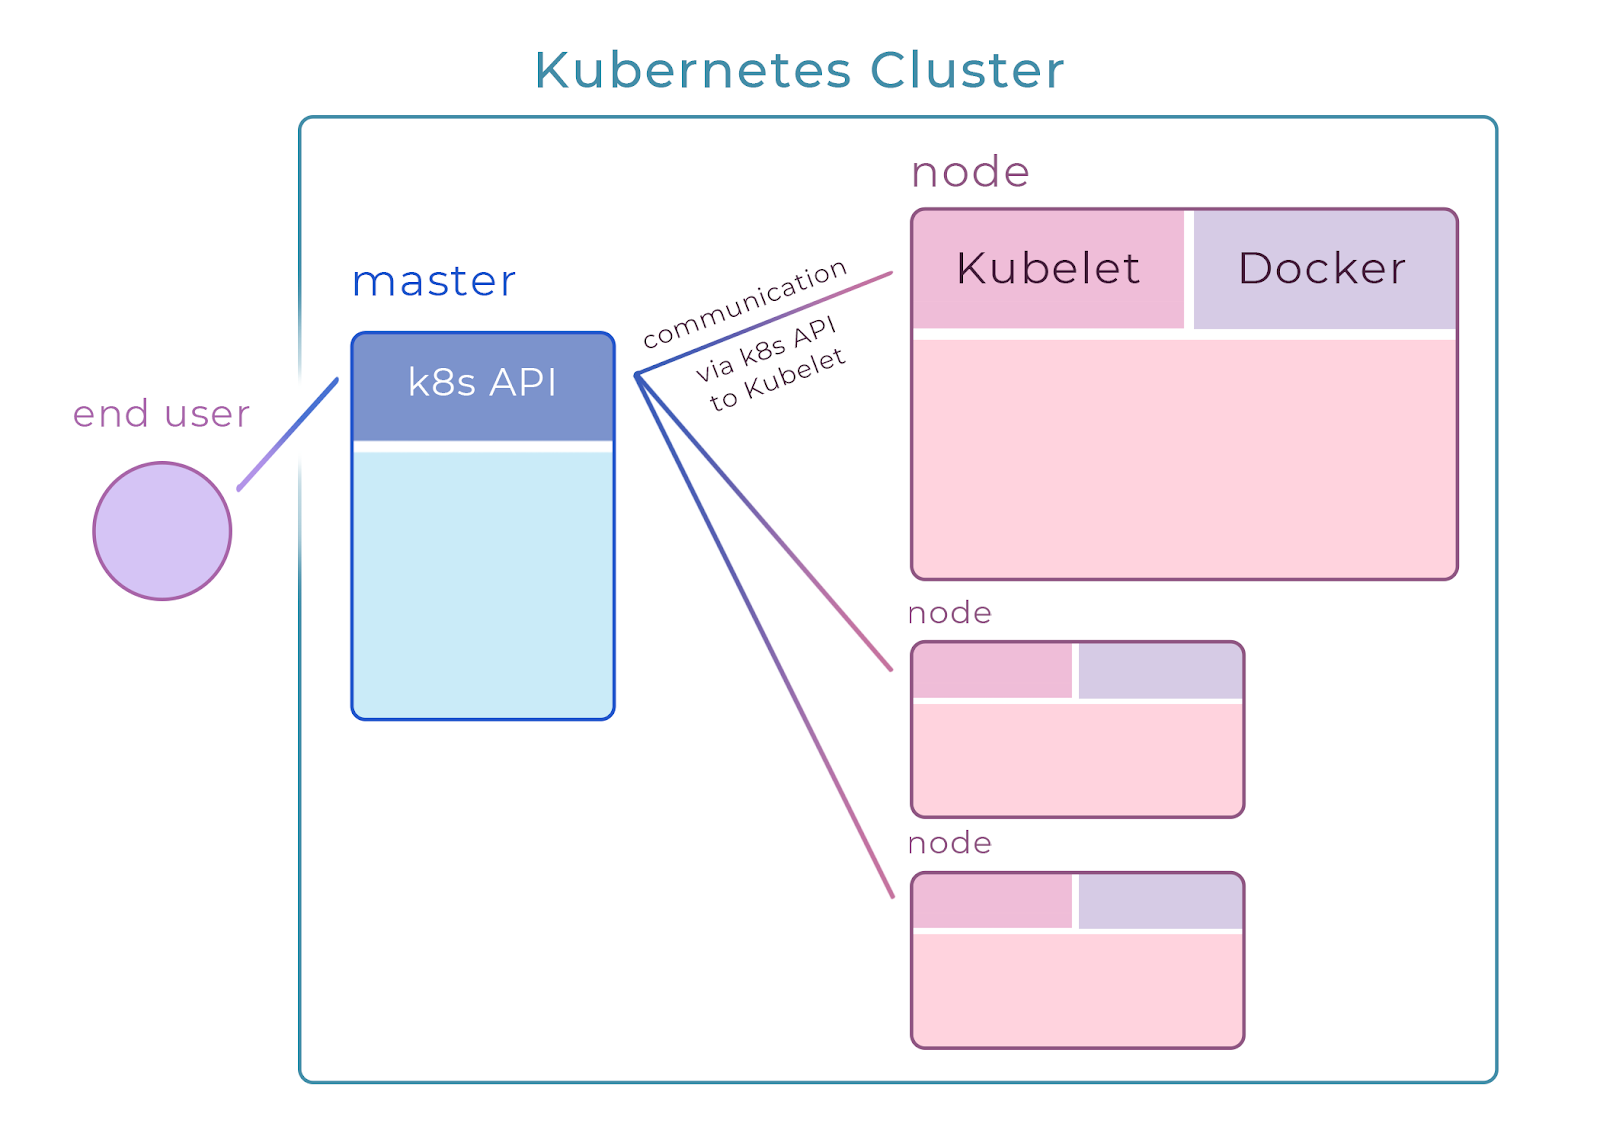 Kubernetes Cluster
node
Kubelet
Docker
master
k8s API
communication
via k8s API
to Kubelet
end user
node
node